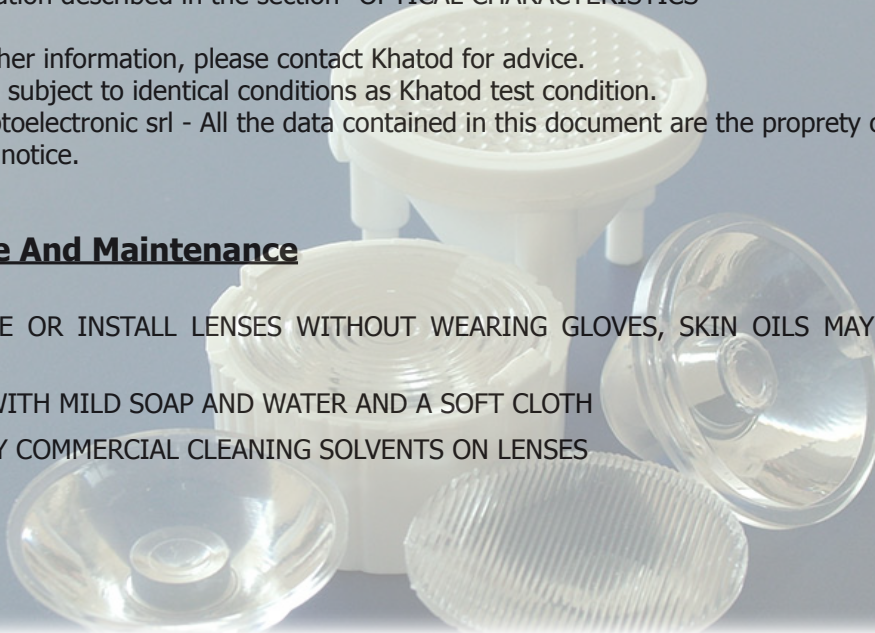 ation described in the section "OPTICAL CHARACTERISTICS"
her information, please contact Khatod for advice.
subject to identical conditions as Khatod test condition.
toelectronic srl - All the data contained in this document are the proprety o
notice.
e And Maintenance
E OR INSTALL LENSES WITHOUT WEARING GLOVES, SKIN OILS MAY
WITH MILD SOAP AND WATER AND A SOFT CLOTH
Y COMMERCIAL CLEANING SOLVENTS ON LENSES